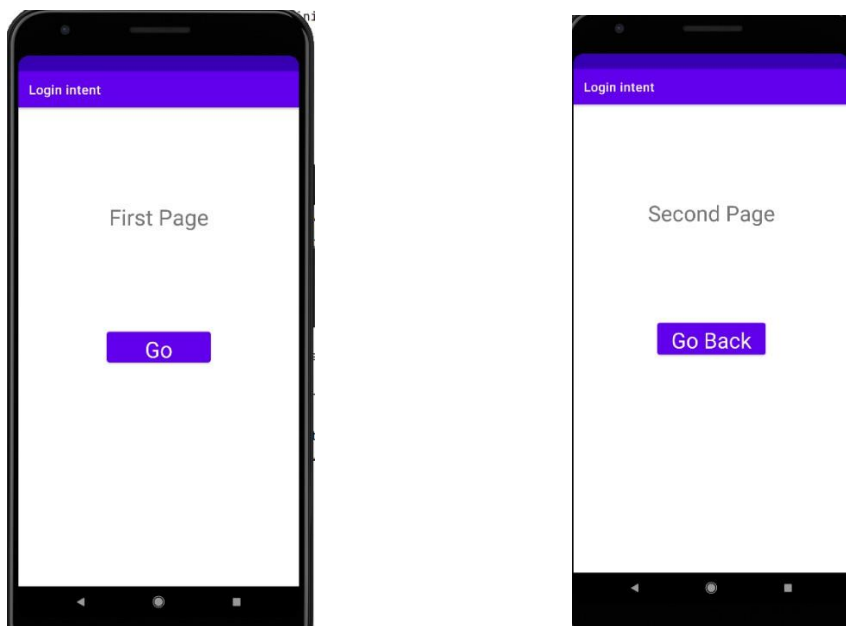 Login intent
First Page
Go
Login intent
Second Page
Go Back